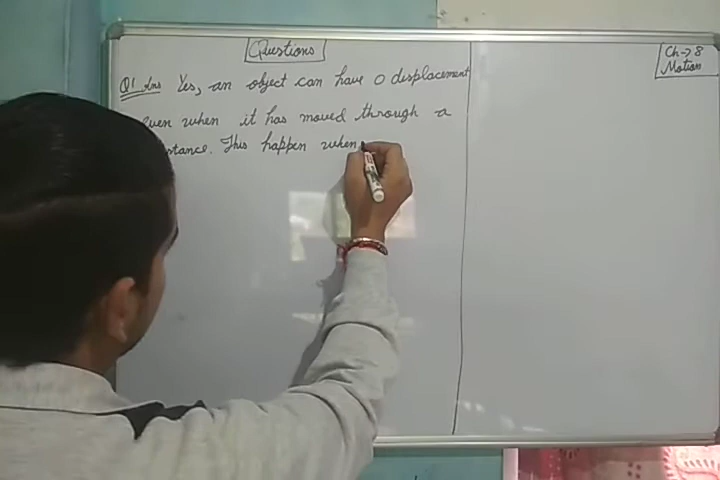 Questions
Ch → 8
Motion
Q1 Ans Yes, an object can have 0 displacement
even when it has moved through a
stance. This happen when